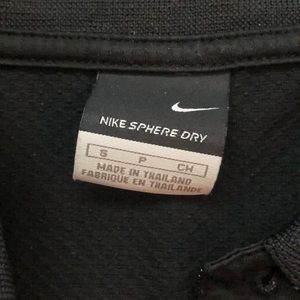 NIKE SPHERE DRY
S P CH
MADE IN THAILAND
FABRIQUE EN THAILANDE